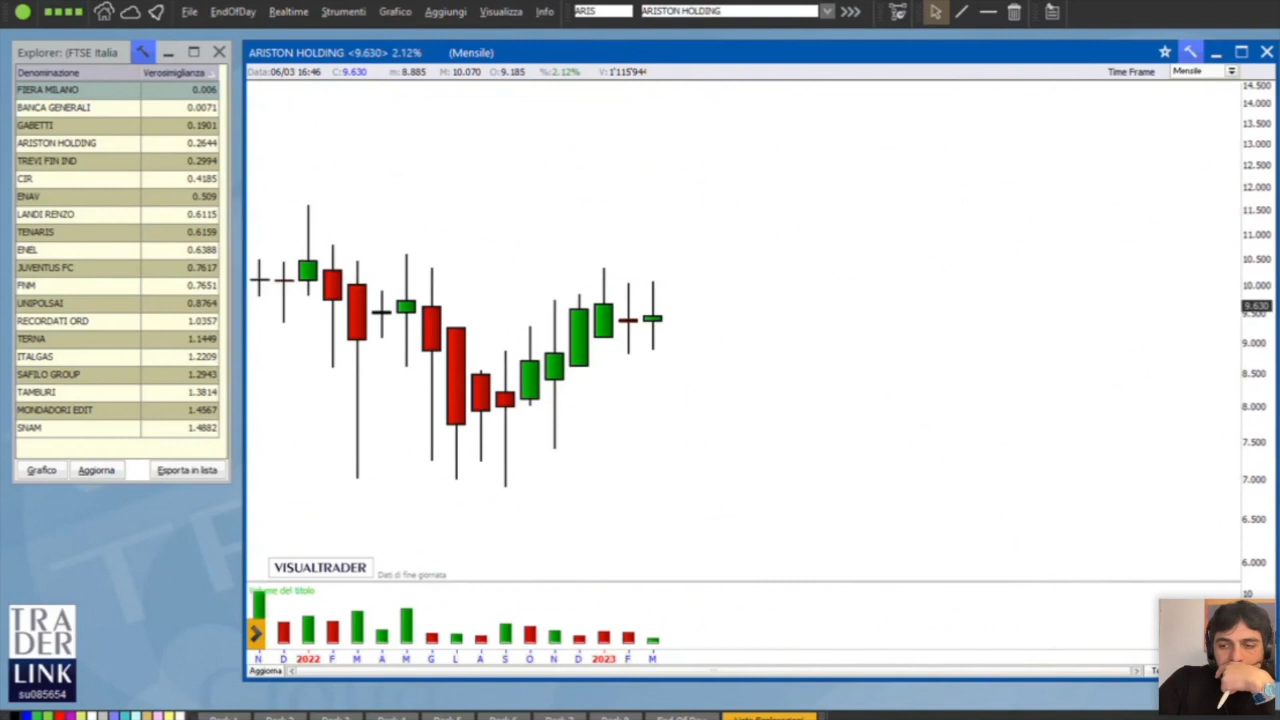 File EndOfDay Realtime Strumenti Grafico Aggiungi Visualizza Info ARIS ARISTON HOLDING
Explorer: (FTSE Italia
Denominazione Verosimiglianza
FIERA MILANO 0.006
BANCA GENERALI 0.0071
GABETTI 0.1901
ARISTON HOLDING 0.2644
TREVI FIN IND 0.2994
CIR 0.4185
ENAV 0.509
LANDI RENZO 0.6115
TENARIS 0.6159
ENEL 0.6388
JUVENTUS FC 0.7617
FNM 0.7651
UNIPOLSAI 0.8764
RECORDATI ORD 1.0357
TERNA 1.1449
ITALGAS 1.2209
SAFILO GROUP 1.2943
TAMBURI 1.3814
MONDADORI EDIT 1.4567
SNAM 1.4882
Grafico Aggiorna Esporta in lista
ARISTON HOLDING <9.630> 2.12% (Mensile)
Data:06/03 16:46 C:9.630 m: 8.885 M: 10.070 O: 9.185 %:2.12% V: 1'115'944
Time Frame Mensile
14.500
14.000
13.500
13.000
12.500
12.000
11.500
11.000
10.500
10.000
9.630
9.500
9.000
8.500
8.000
7.500
7.000
6.500
6.000
VISUALTRADER
Dati di fine giornata
Volume del titolo
10
N D 2022 F M A M G L A S O N D 2023 F M
Aggiorna
TRA
DER
LINK
su085654